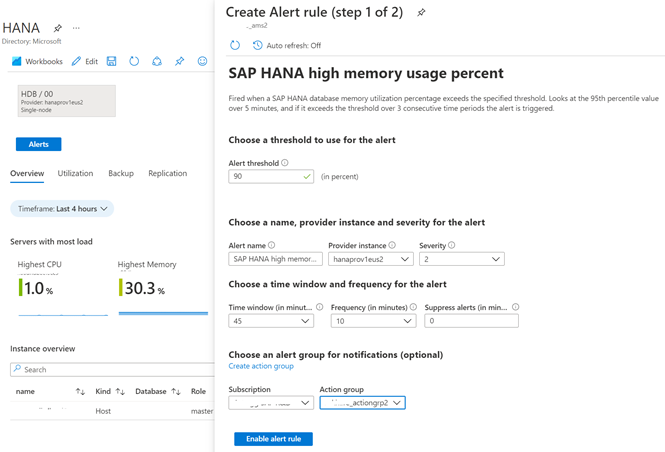 HANA
...
Directory: Microsoft
Workbooks
Edit
HDB / 00
Provider: hanaprov1eus2
Single-node
Alerts
Overview
Utilization
Backup
Replication
Timeframe: Last 4 hours
Servers with most load
Highest CPU
Highest Memory
1.0 %
30.3 %
Instance overview
Search
name
Kind
Database
Role
Host
master
Create Alert rule (step 1 of 2)
_ams2
Auto refresh: Off
SAP HANA high memory usage percent
Fired when a SAP HANA database memory utilization percentage exceeds the specified threshold. Looks at the 95th percentile value
over 5 minutes, and if it exceeds the threshold over 3 consecutive time periods the alert is triggered.
Choose a threshold to use for the alert
Alert threshold
90
(in percent)
Choose a name, provider instance and severity for the alert
Alert name
Provider instance
Severity
SAP HANA high memor...
hanaprov1eus2
2
Choose a time window and frequency for the alert
Time window (in minut...
Frequency (in minutes)
Suppress alerts (in min...
45
10
0
Choose an alert group for notifications (optional)
Create action group
Subscription
Action group
_actiongrp2
Enable alert rule